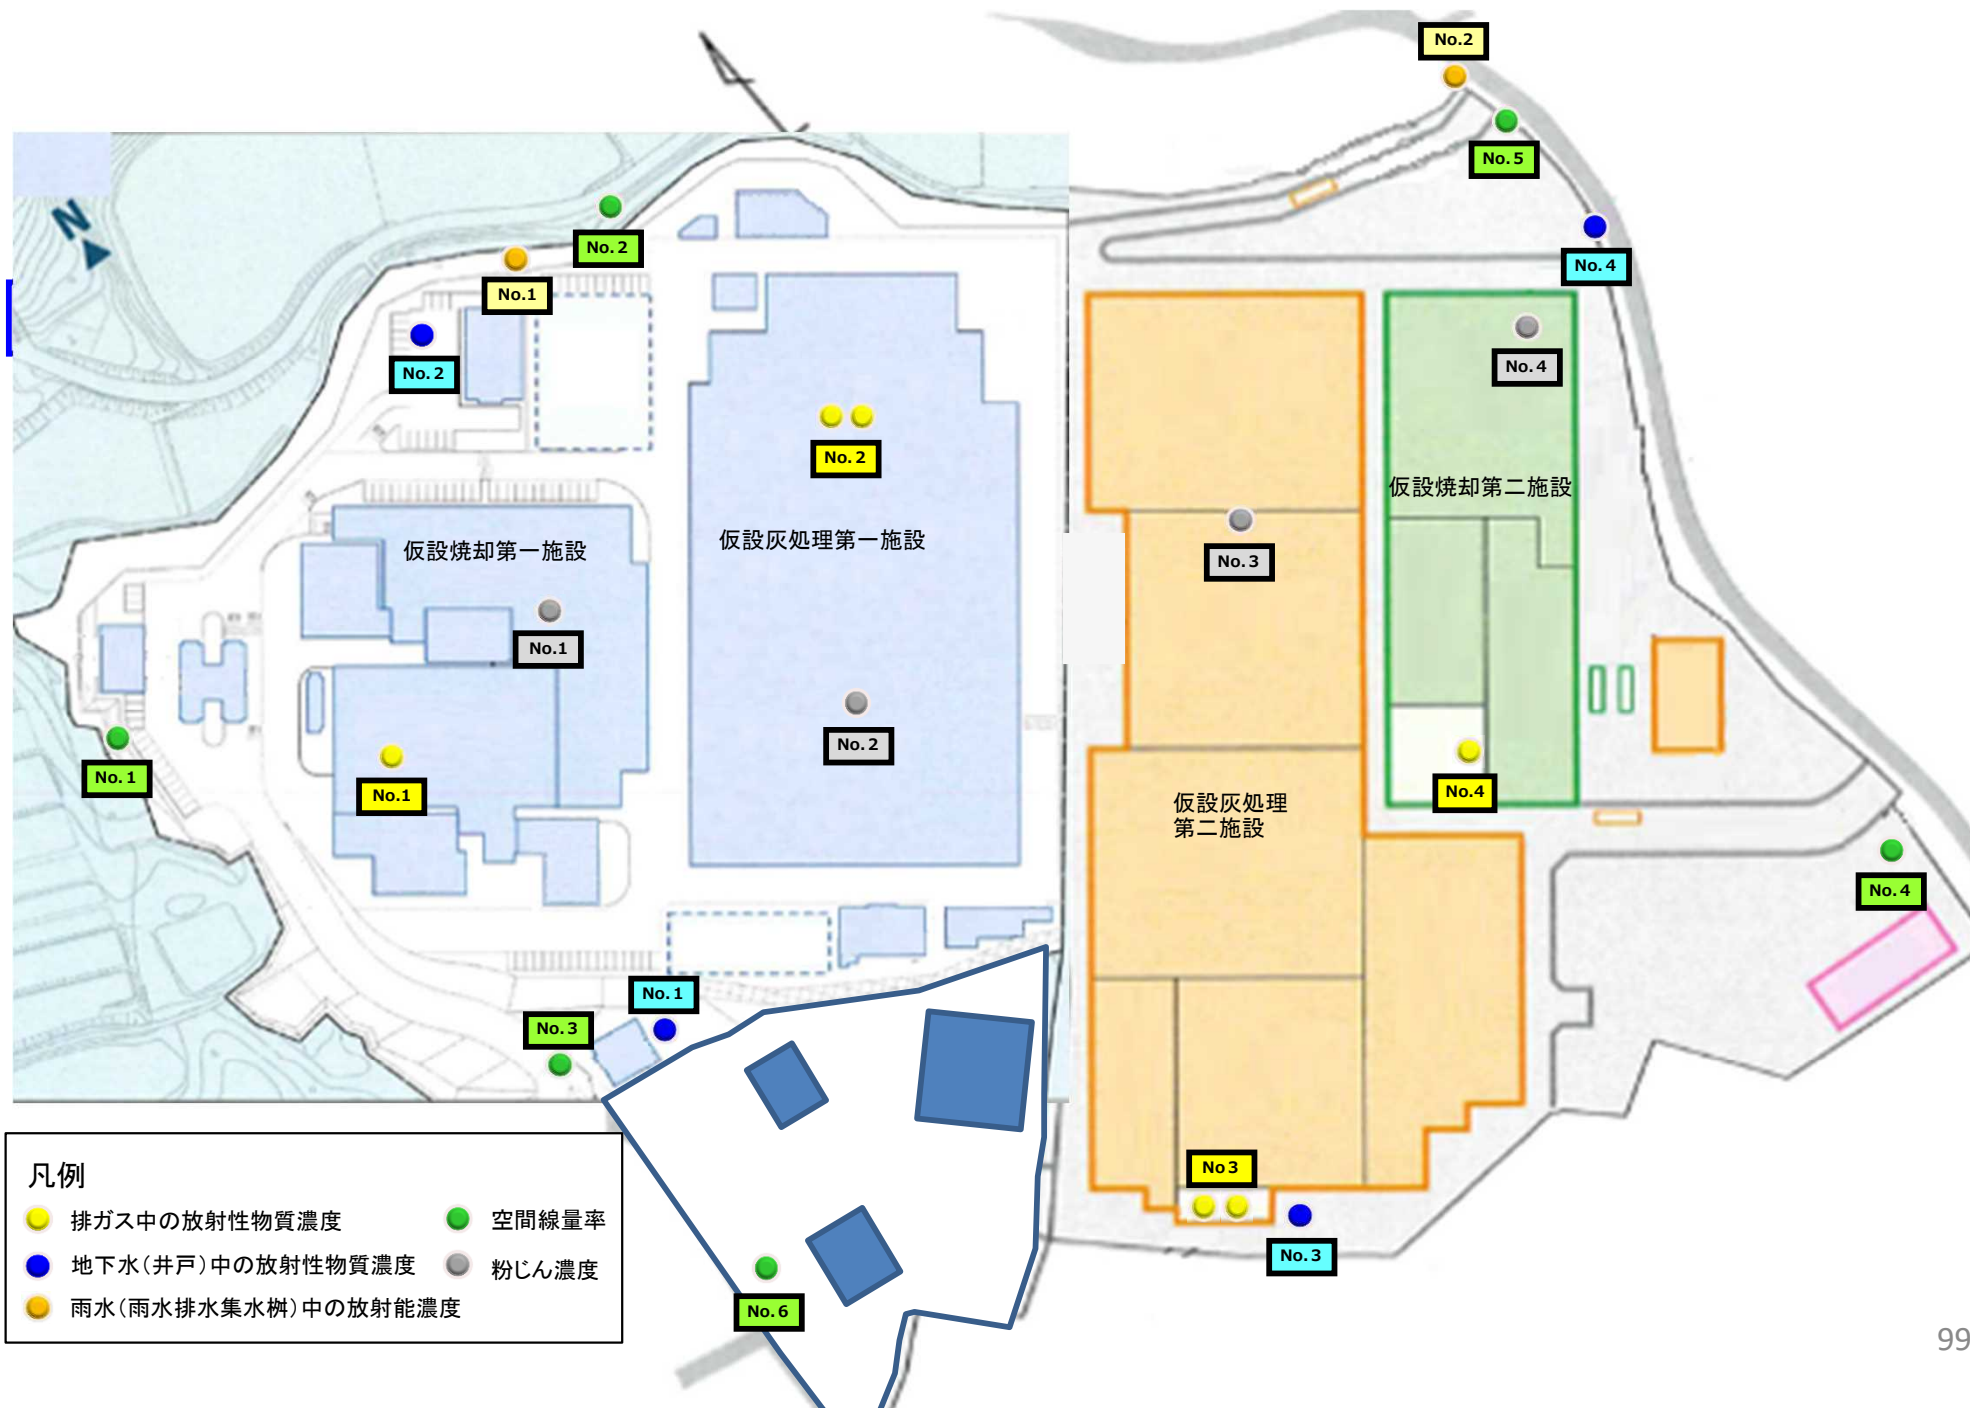 No.2
No.5
N
No.2
No.4
No.1
No.2
No.4
No.2
仮設焼却第二施設
仮設焼却第一施設
仮設灰処理第一施設
No.3
No.1
No.2
No.1
No.1
No.4
仮設灰処理
第二施設
No.4
No.1
No.3
No3
No.3
No.6
凡例
排ガス中の放射性物質濃度
空間線量率
地下水(井戸)中の放射性物質濃度
粉じん濃度
雨水(雨水排水集水桝)中の放射能濃度
99